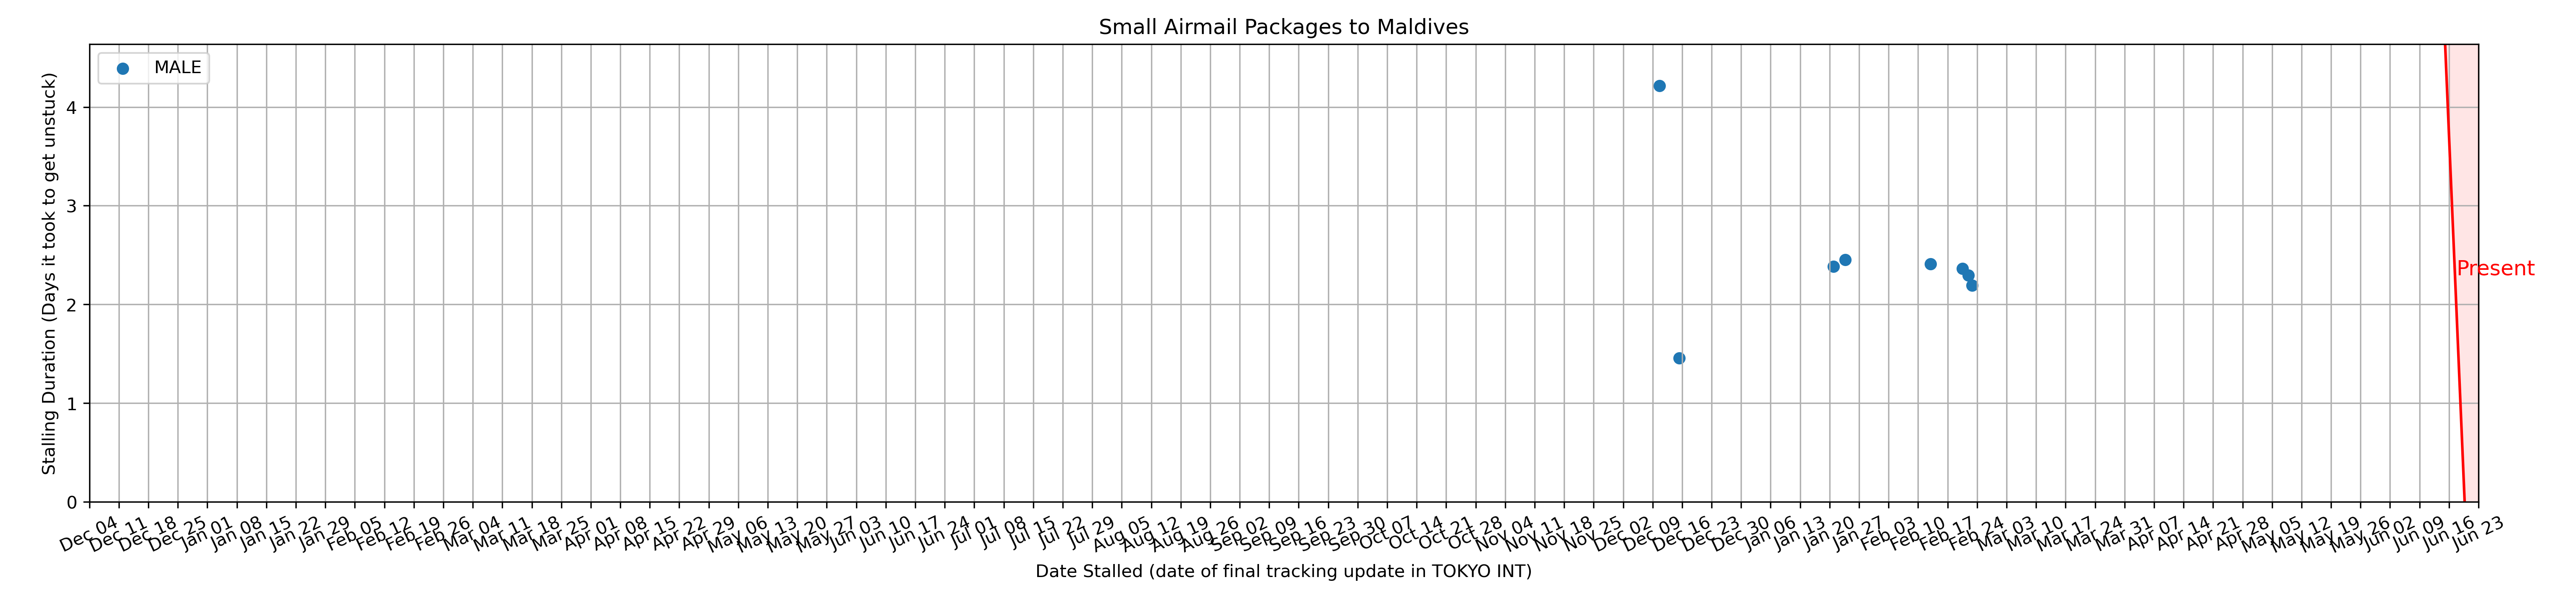 Small Airmail Packages to Maldives
MALE
Stalling Duration (Days it took to get unstuck)
4
3
2
1
0
Present
Dec 04 Dec 11 Dec 18 Dec 25 Jan 01 Jan 08 Jan 15 Jan 22 Jan 29 Feb 05 Feb 12 Feb 19 Feb 26 Mar 04 Mar 11 Mar 18 Mar 25 Apr 01 Apr 08 Apr 15 Apr 22 Apr 29 May 06 May 13 May 20 May 27 Jun 03 Jun 10 Jun 17 Jun 24 Jul 01 Jul 08 Jul 15 Jul 22 Jul 29 Aug 05 Aug 12 Aug 19 Aug 26 Sep 02 Sep 09 Sep 16 Sep 23 Sep 30 Oct 07 Oct 14 Oct 21 Oct 28 Nov 04 Nov 11 Nov 18 Nov 25 Dec 02 Dec 09 Dec 16 Dec 23 Dec 30 Jan 06 Jan 13 Jan 20 Jan 27 Feb 03 Feb 10 Feb 17 Feb 24 Mar 03 Mar 10 Mar 17 Mar 24 Mar 31 Apr 07 Apr 14 Apr 21 Apr 28 May 05 May 12 May 19 May 26 Jun 02 Jun 09 Jun 16 Jun 23
Date Stalled (date of final tracking update in TOKYO INT)